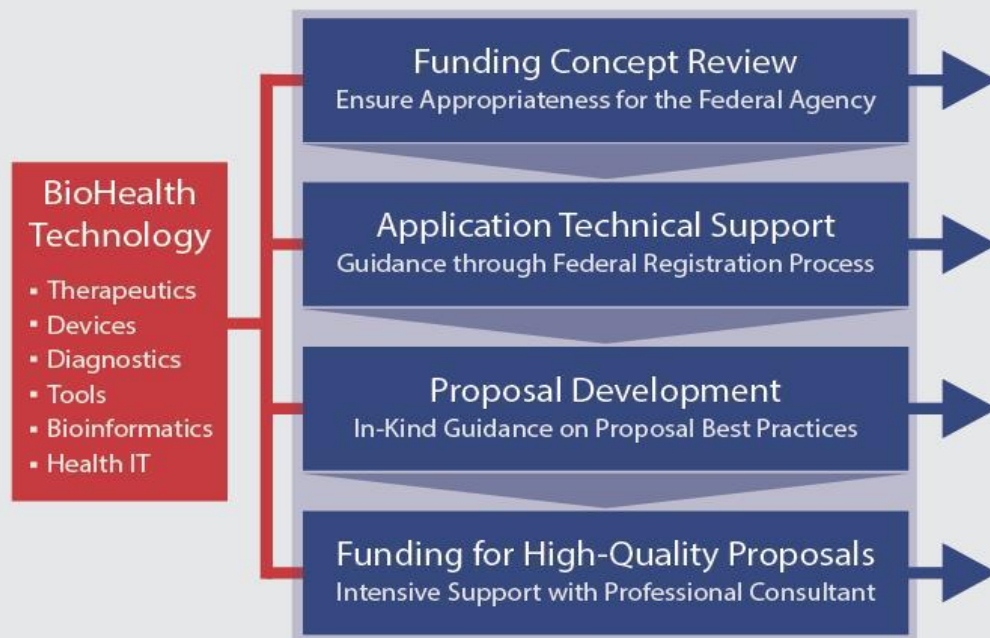 BioHealth
Technology
▪ Therapeutics
▪ Devices
▪ Diagnostics
▪ Tools
▪ Bioinformatics
▪ Health IT
Funding Concept Review
Ensure Appropriateness for the Federal Agency
Application Technical Support
Guidance through Federal Registration Process
Proposal Development
In-Kind Guidance on Proposal Best Practices
Funding for High-Quality Proposals
Intensive Support with Professional Consultant